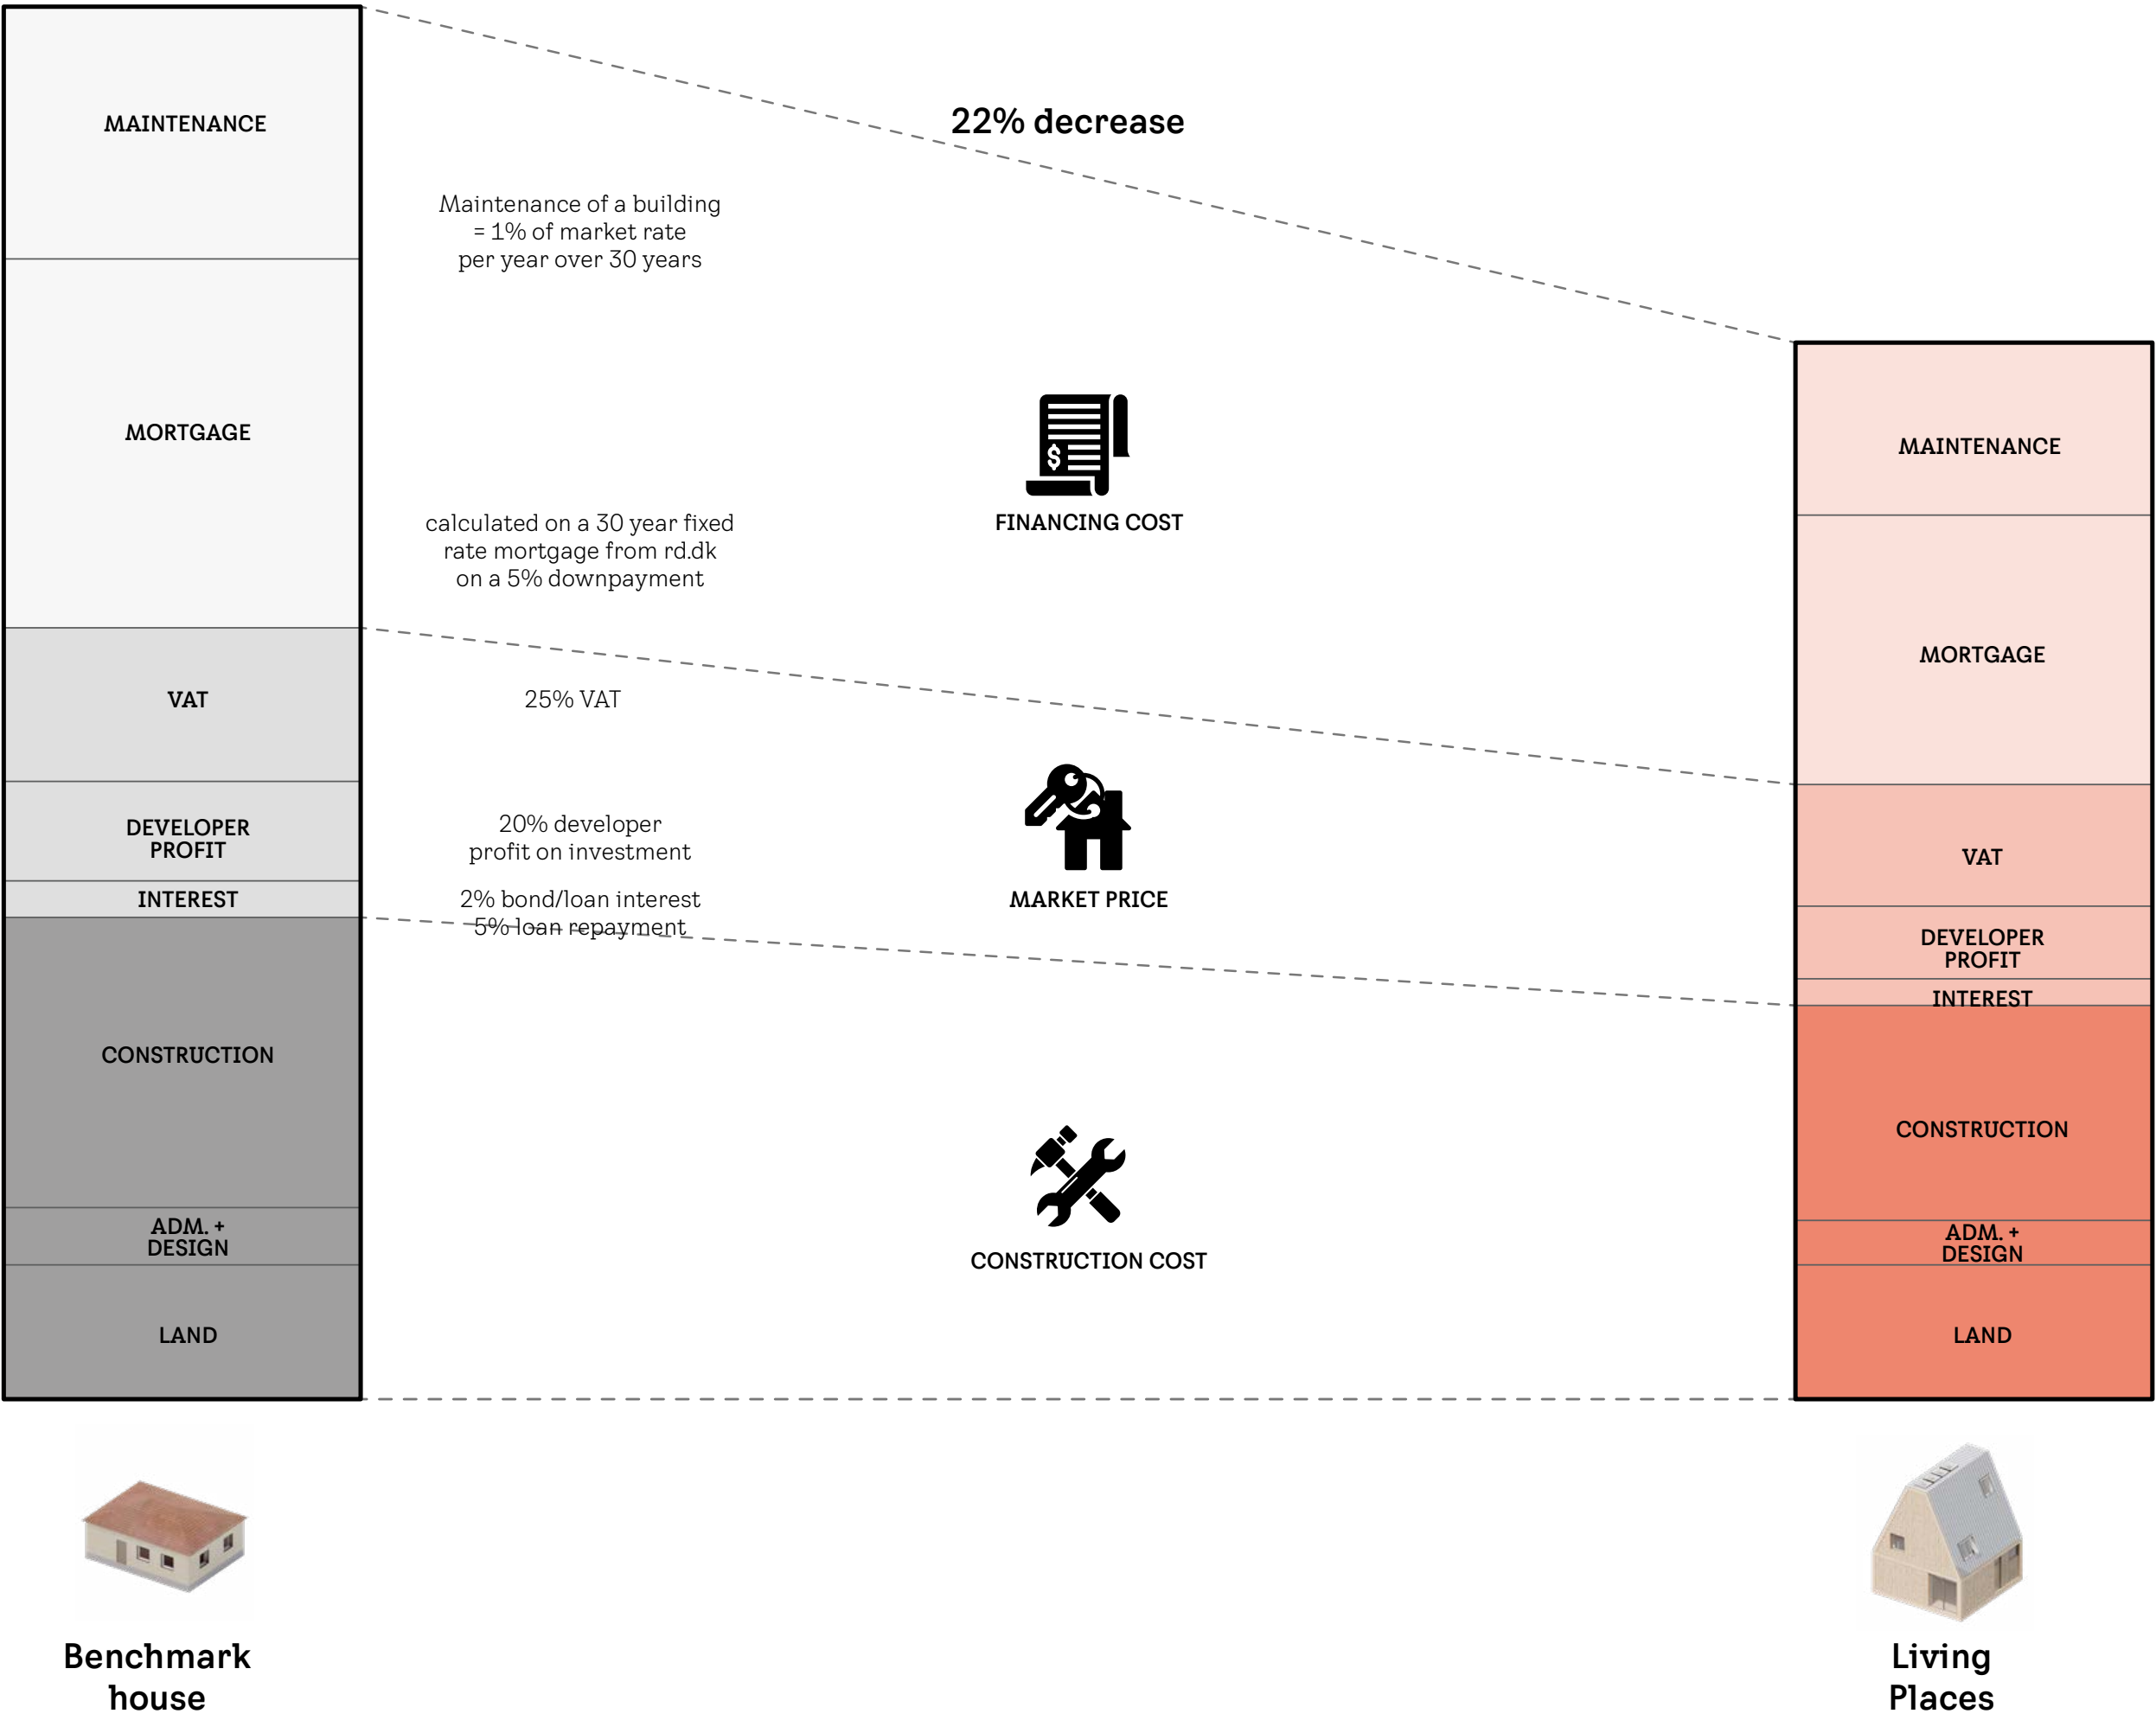 MAINTENANCE
MORTGAGE
VAT
DEVELOPER
PROFIT
INTEREST
CONSTRUCTION
ADM. +
DESIGN
LAND
Benchmark
house
22% decrease
Maintenance of a building
= 1% of market rate
per year over 30 years
calculated on a 30 year fixed
rate mortgage from rd.dk
on a 5% downpayment
25% VAT
20% developer
profit on investment
2% bond/loan interest
5% loan repayment
$
FINANCING COST
MARKET PRICE
CONSTRUCTION COST
MAINTENANCE
MORTGAGE
VAT
DEVELOPER
PROFIT
INTEREST
CONSTRUCTION
ADM. +
DESIGN
LAND
Living
Places